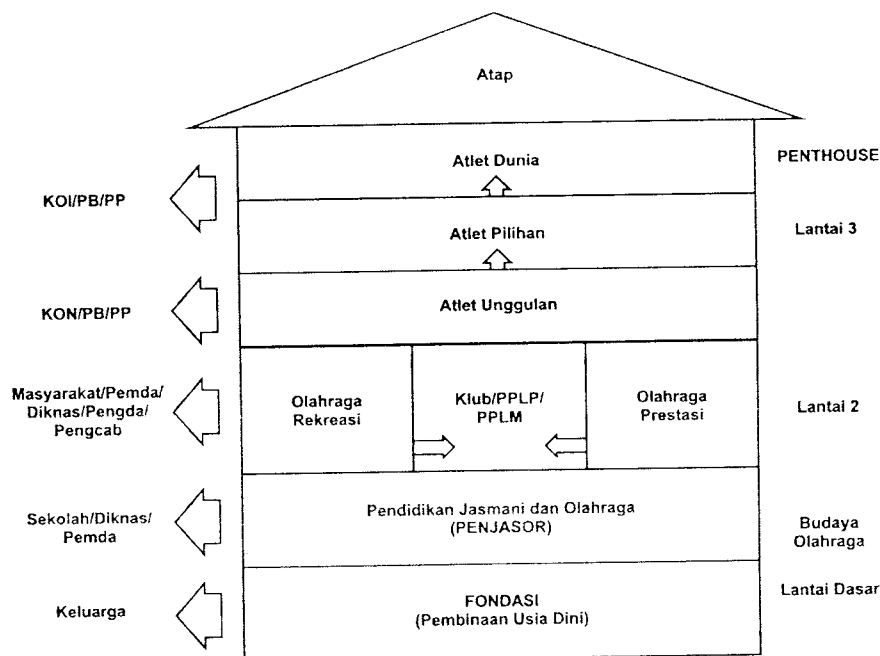 Atap
Atlet Dunia
PENTHOUSE
KOI/PB/PP
Atlet Pilihan
Lantai 3
KON/PB/PP
Atlet Unggulan
Masyarakat/Pemda/
Diknas/Pengda/
Pengcab
Olahraga
Rekreasi
Klub/PPLP/
PPLM
Olahraga
Prestasi
Lantai 2
Sekolah/Diknas/
Pemda
Pendidikan Jasmani dan Olahraga
(PENJASOR)
Budaya
Olahraga
Keluarga
FONDASI
(Pembinaan Usia Dini)
Lantai Dasar